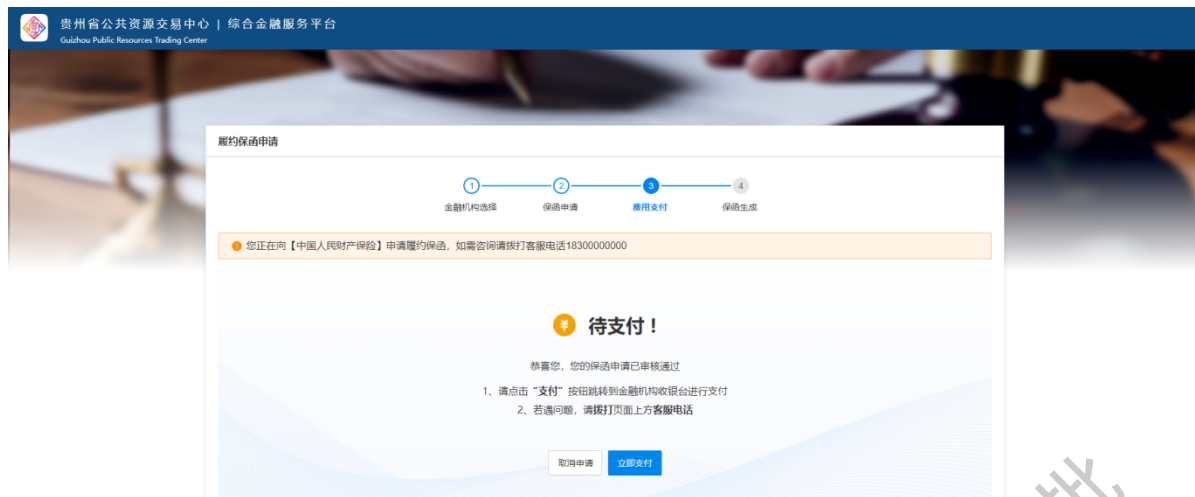 贵州省公共资源交易中心 | 综合金融服务平台
Guizhou Public Resources Trading Center
履约保函申请
1 2 3 4
金融机构选择 保函申请 费用支付 保函生成
您正在向【中国人民财产保险】申请履约保函，如需咨询请拨打客服电话18300000000
¥ 待支付！
恭喜您，您的保函申请已审核通过
1、请点击“支付”按钮跳转到金融机构收银台进行支付
2、若遇问题，请拨打页面上方客服电话
取消申请 立即支付